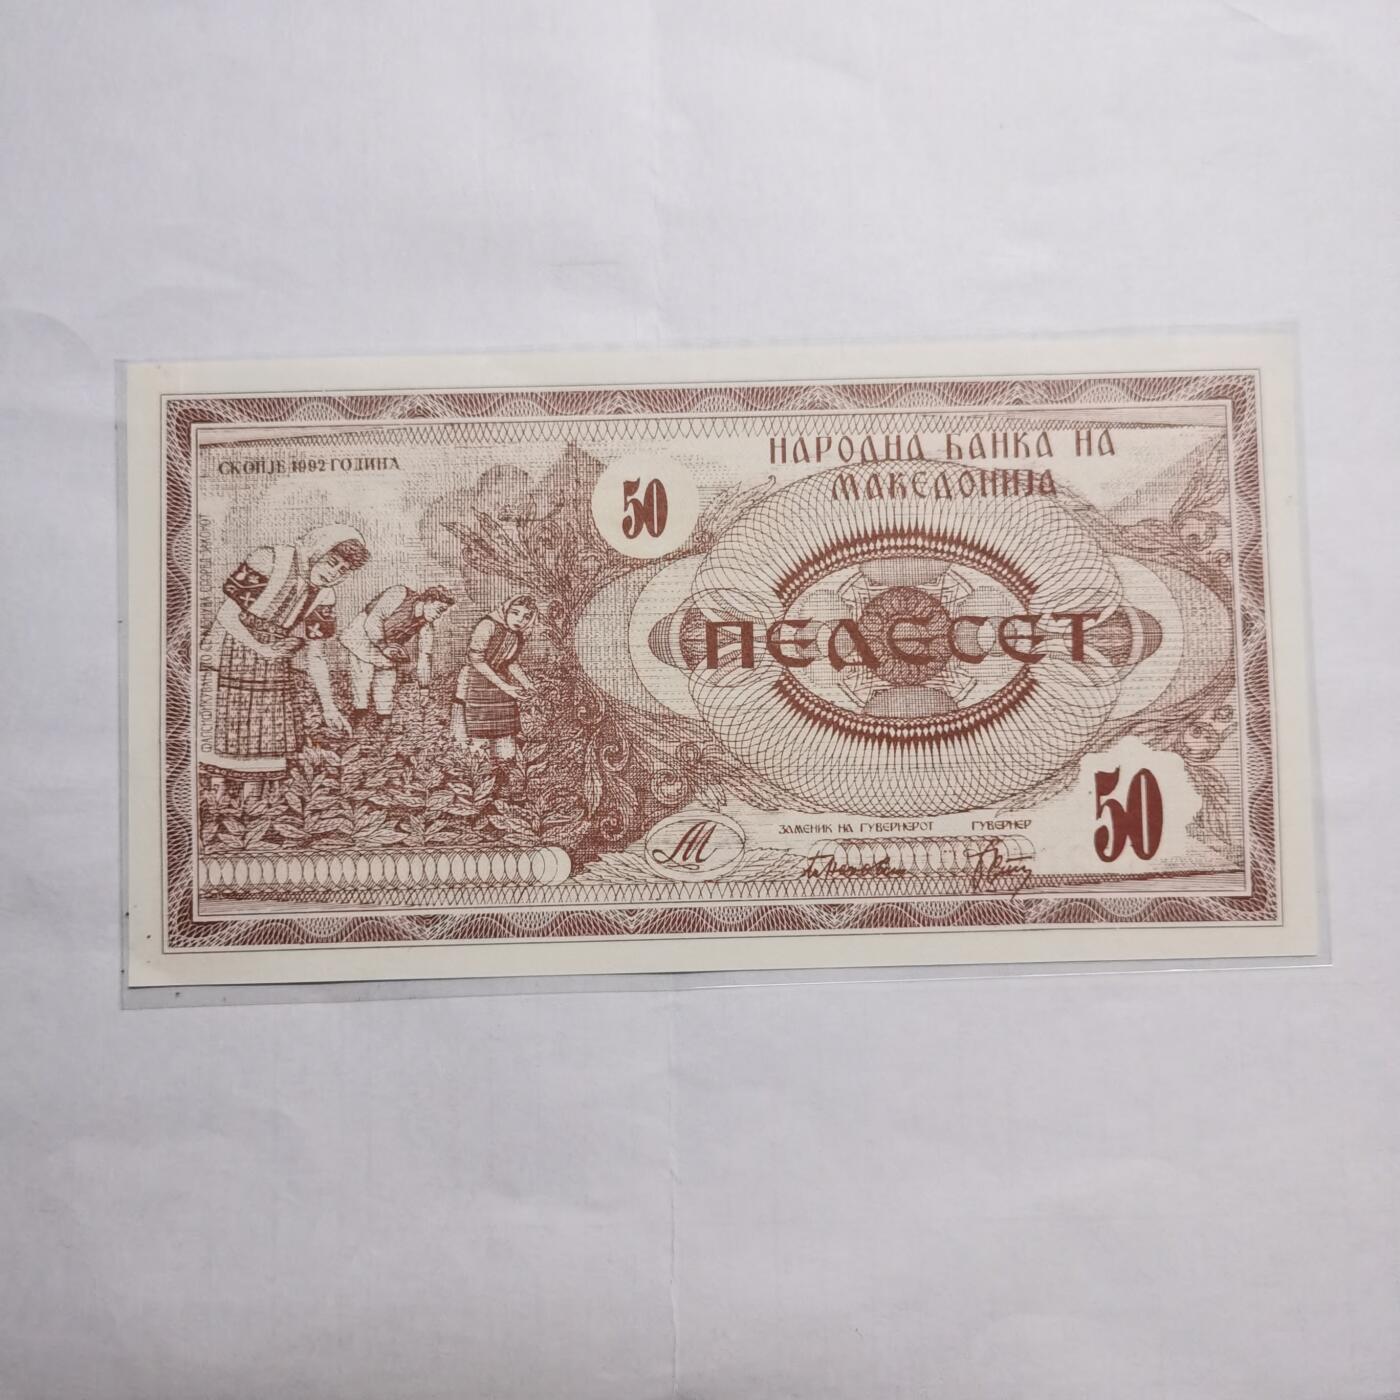 СКОПЈЕ 1992 ГОДИНА
50
НАРОДНА БАНКА НА
МАКЕДОНИЈА
ПЕДЕСЕТ
50
ЗАМЕНИК НА ГУВЕРНЕРОТ ГУВЕРНЕР
М